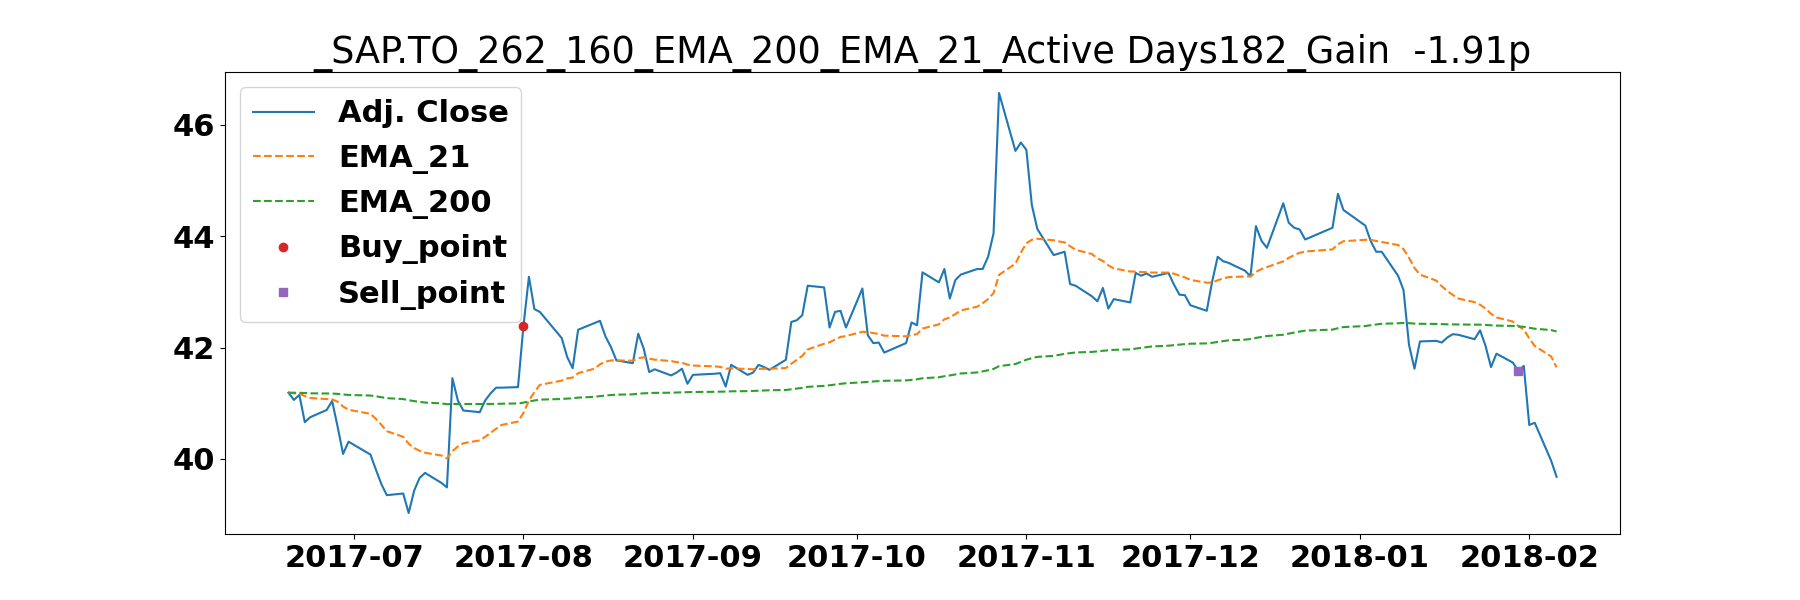 _SAP.TO_262_160_EMA_200_EMA_21_Active Days182_Gain  -1.91p
Adj. Close
EMA_21
EMA_200
Buy_point
Sell_point
46
44
42
40
2017-07 2017-08 2017-09 2017-10 2017-11 2017-12 2018-01 2018-02